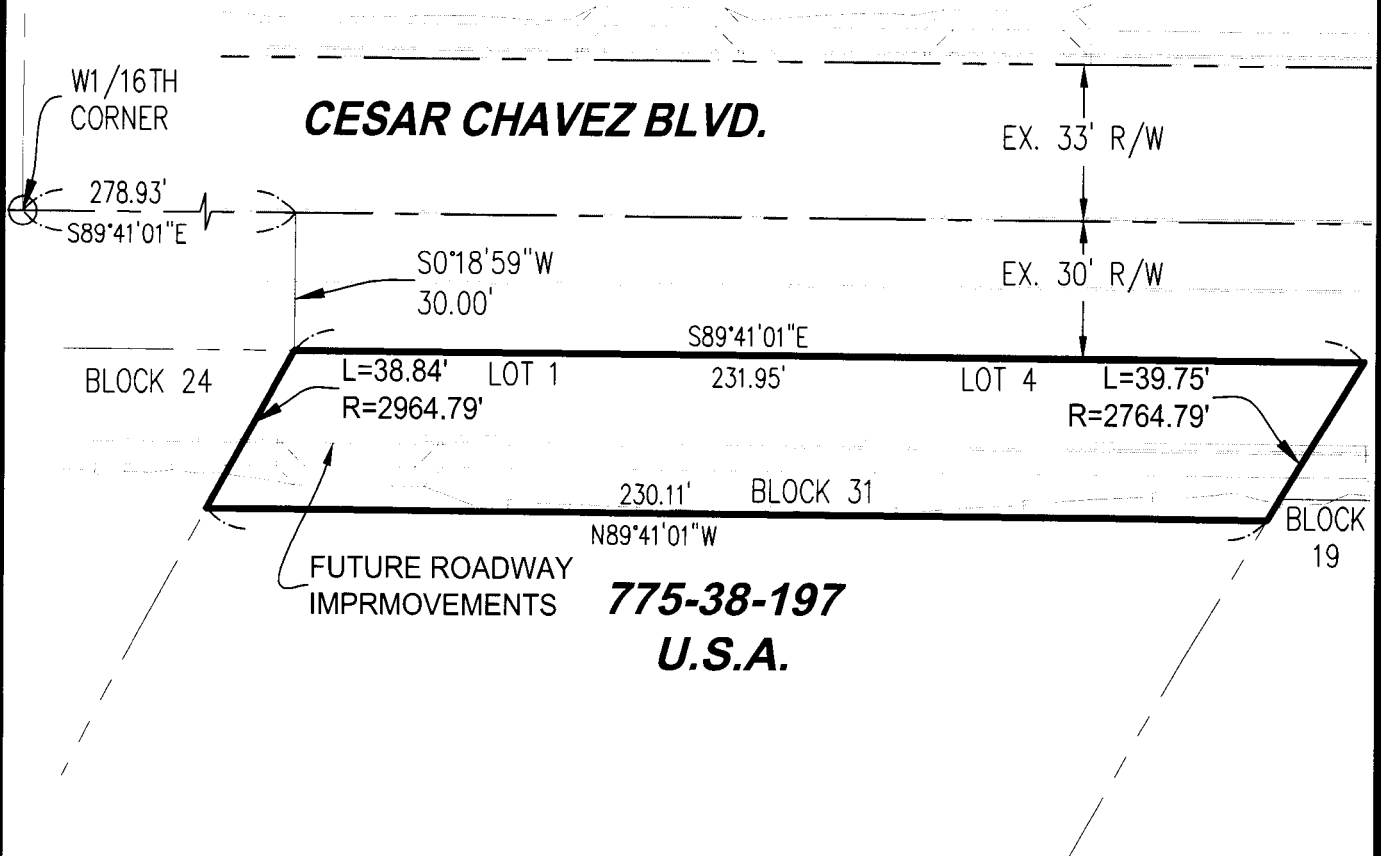 W1/16TH
CORNER
CESAR CHAVEZ BLVD.
EX. 33' R/W
278.93'
S89°41'01"E
S0°18'59"W
30.00'
EX. 30' R/W
S89°41'01"E
BLOCK 24
L=38.84'
R=2964.79'
LOT 1
231.95'
LOT 4
L=39.75'
R=2764.79'
230.11'
BLOCK 31
N89°41'01"W
BLOCK
19
FUTURE ROADWAY
IMPRMOVEMENTS
775-38-197
U.S.A.